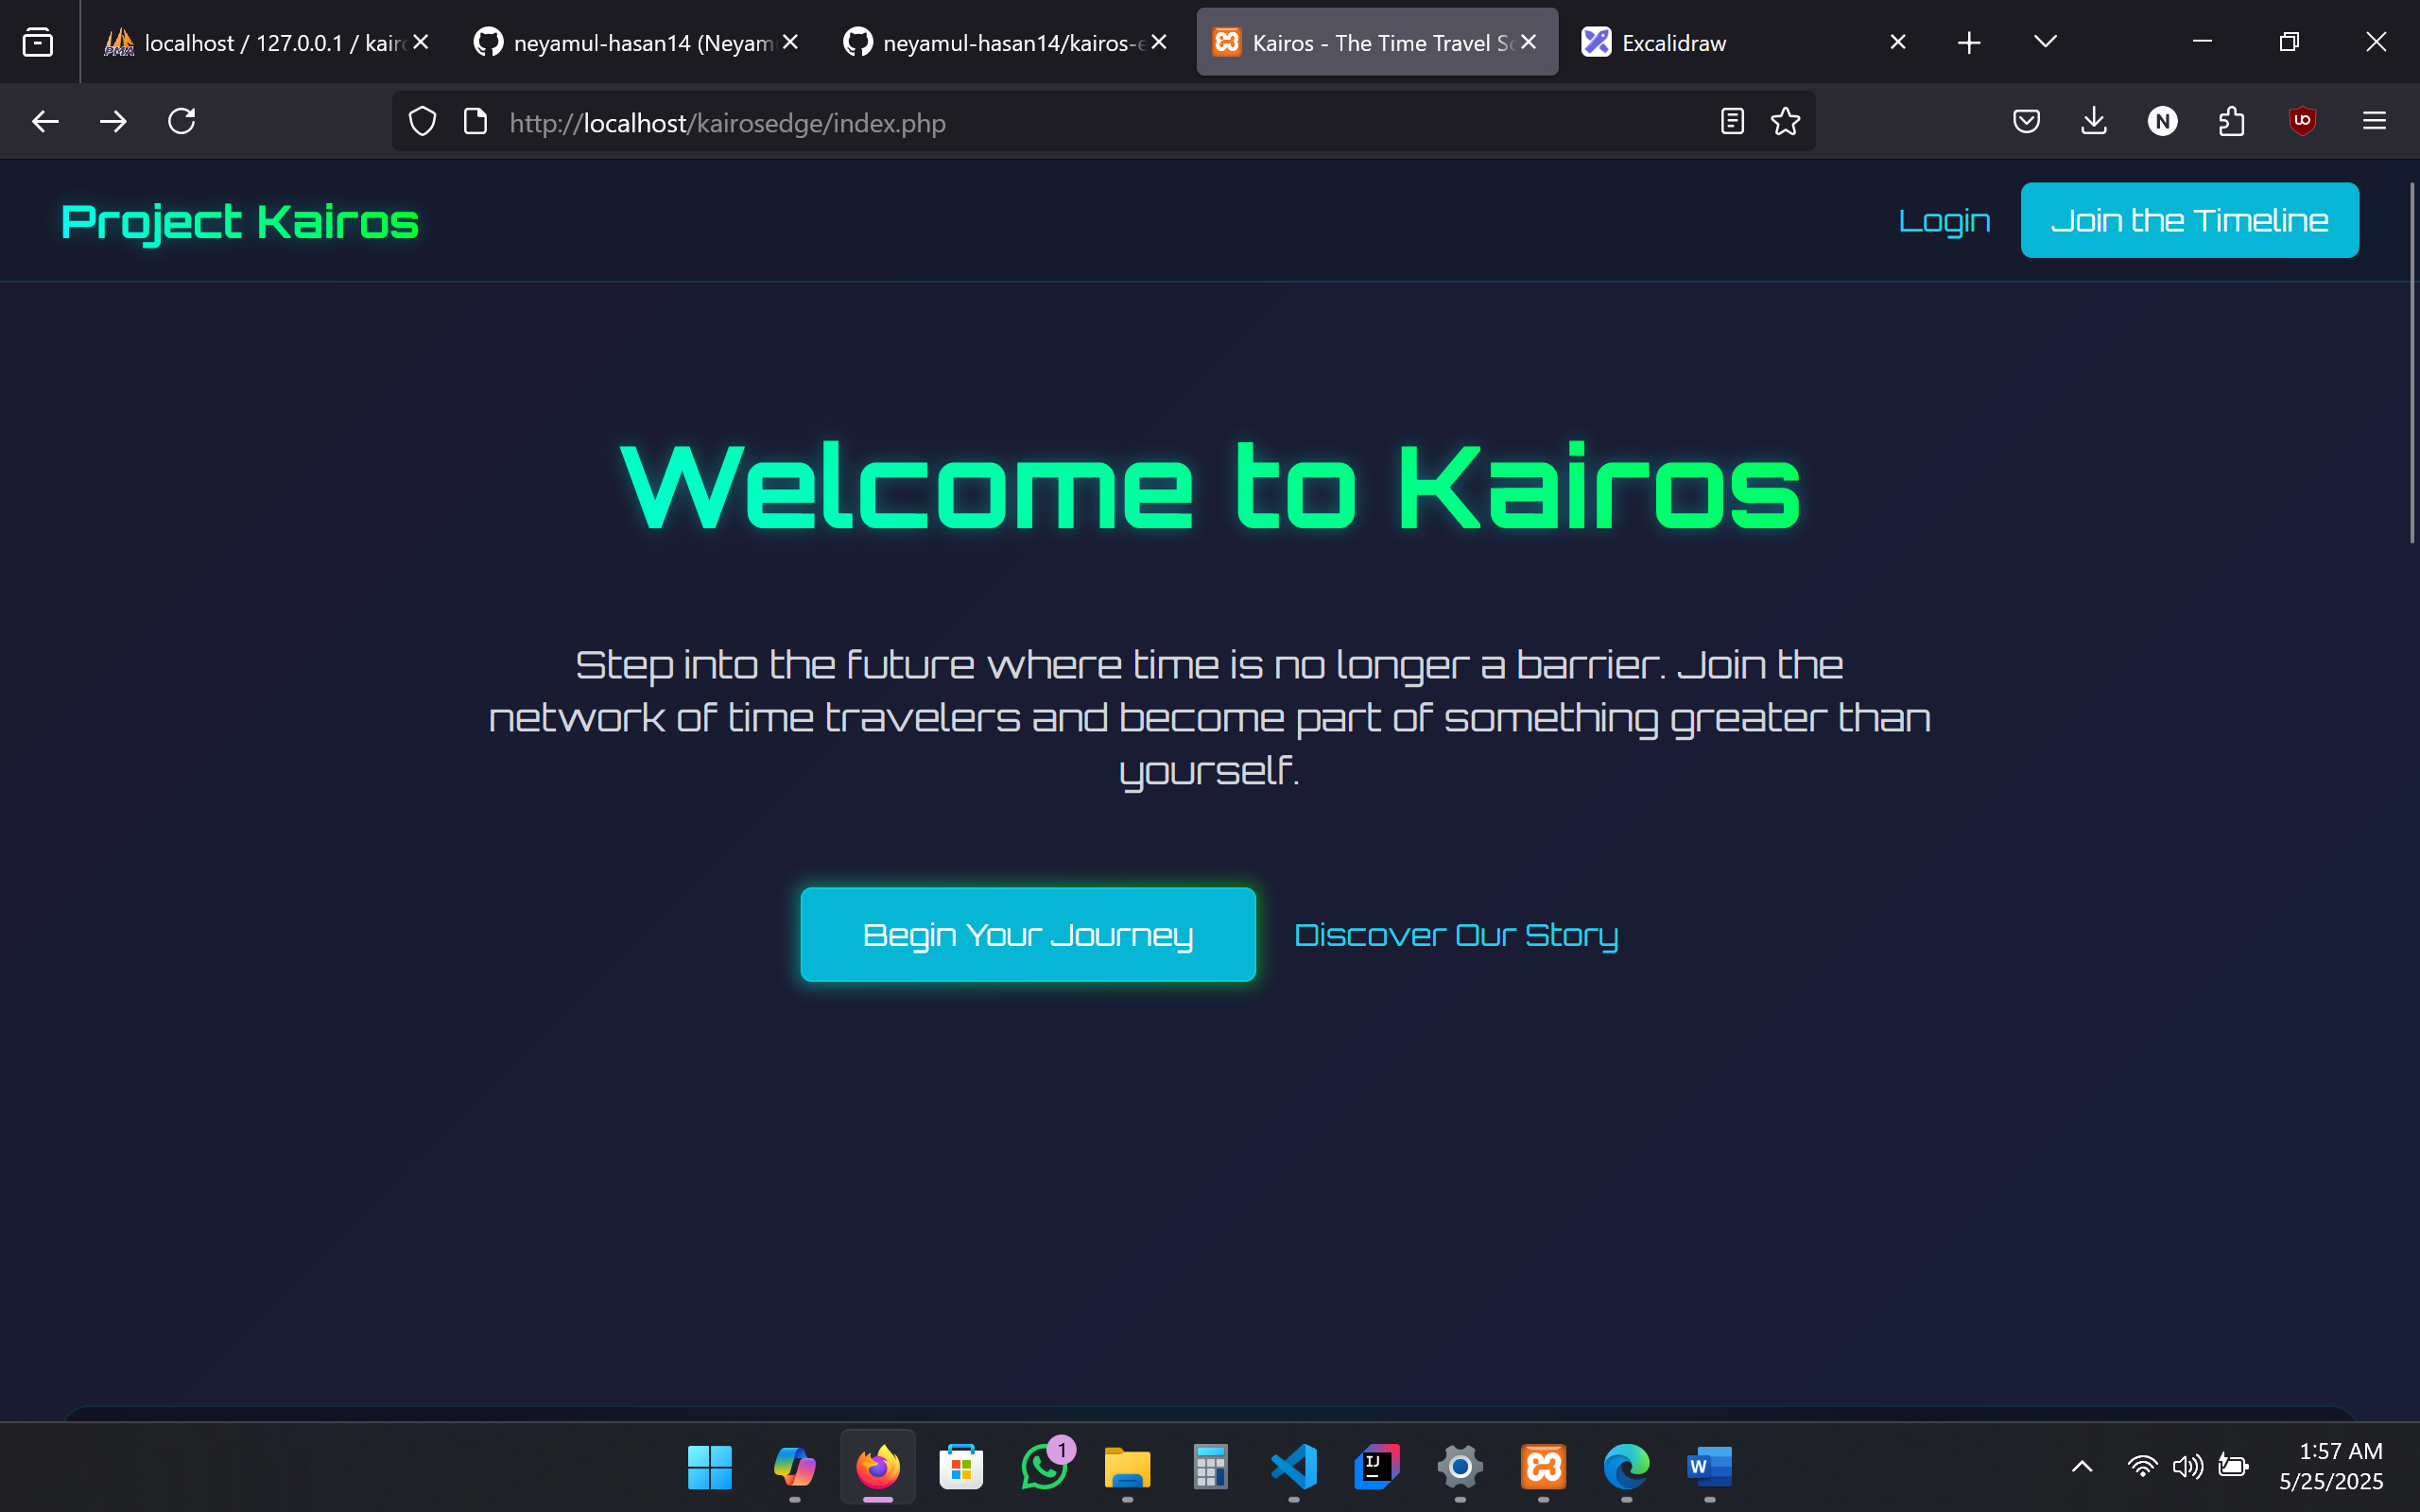 localhost / 127.0.0.1 / kairo
neyamul-hasan14 (Neyam
neyamul-hasan14/kairos-e
Kairos - The Time Travel So
Excalidraw
http://localhost/kairosedge/index.php
N
Project Kairos
Login
Join the Timeline
Welcome to Kairos
Step into the future where time is no longer a barrier. Join the
network of time travelers and become part of something greater than
yourself.
Begin Your Journey
Discover Our Story
1
IJ
W
1:57 AM
5/25/2025